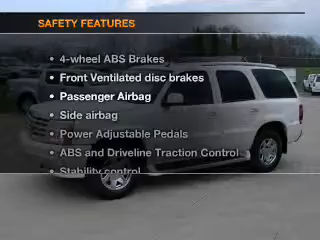 SAFETY FEATURES
• 4-wheel ABS Brakes
• Front Ventilated disc brakes
• Passenger Airbag
• Side airbag
• Power Adjustable Pedals
• ABS and Driveline Traction Control
• Stability control